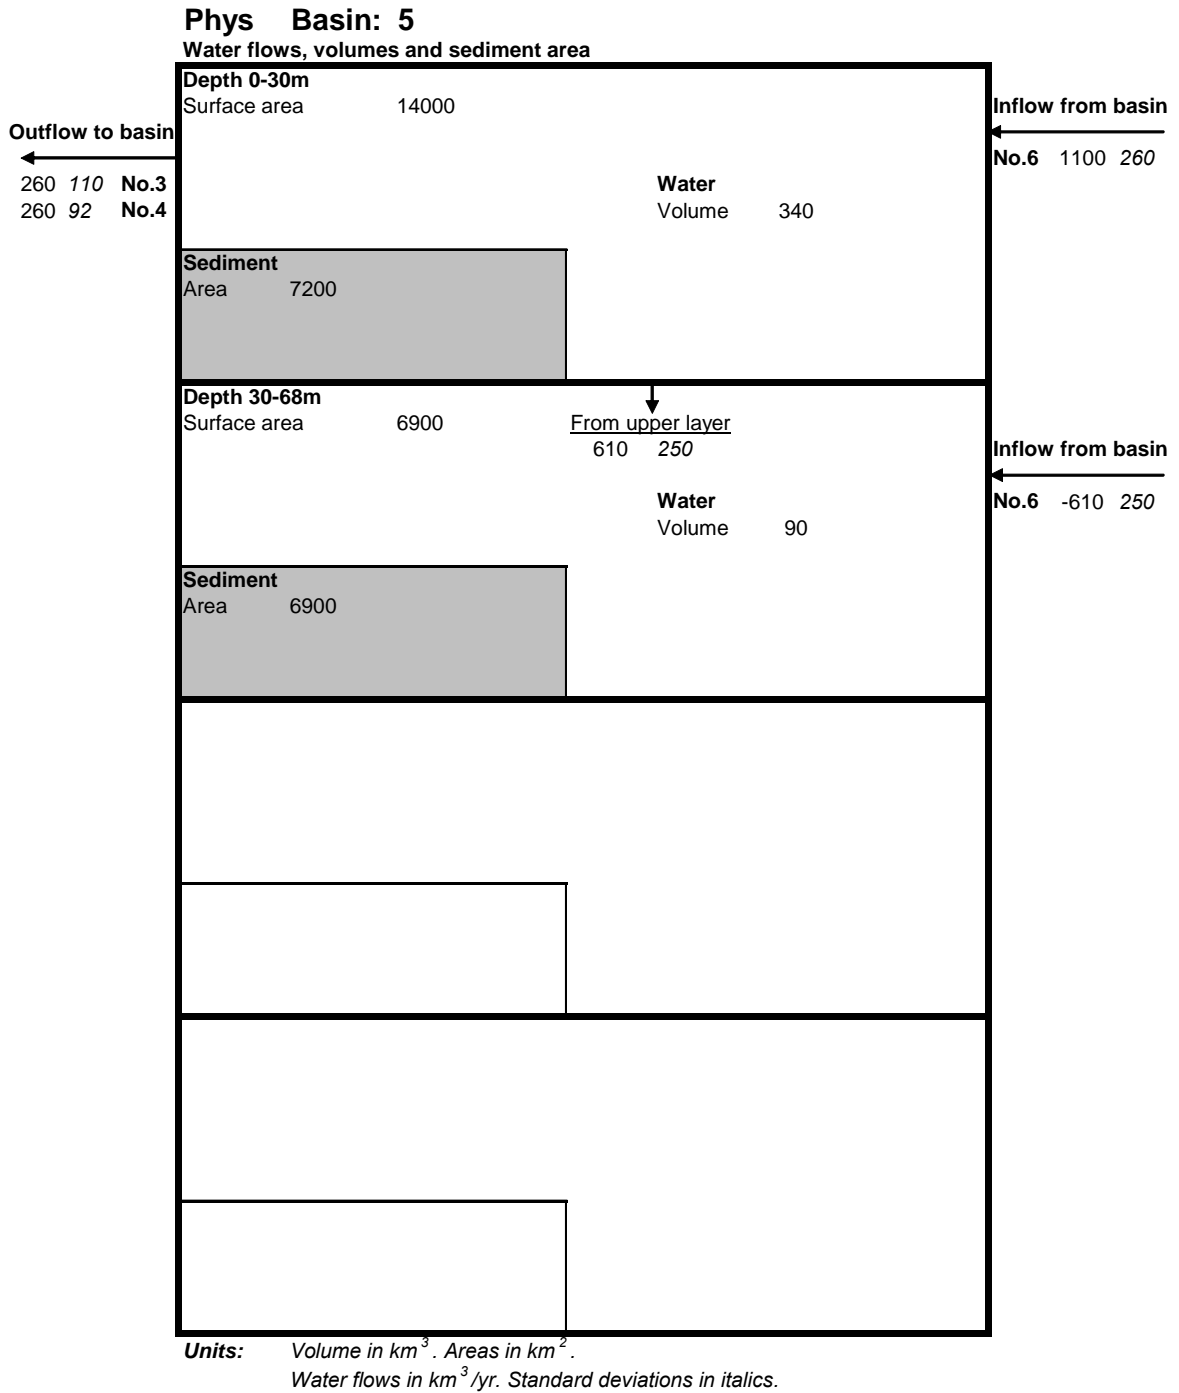 Phys Basin: 5
Water flows, volumes and sediment area
Depth 0-30m
Surface area 14000
Inflow from basin
Outflow to basin
No.6 1100 260
260 110 No.3
260 92 No.4
Water
Volume 340
Sediment
Area 7200
Depth 30-68m
Surface area 6900
From upper layer
610 250
Inflow from basin
No.6 -610 250
Water
Volume 90
Sediment
Area 6900
Units: Volume in km³. Areas in km².
Water flows in km³/yr. Standard deviations in italics.